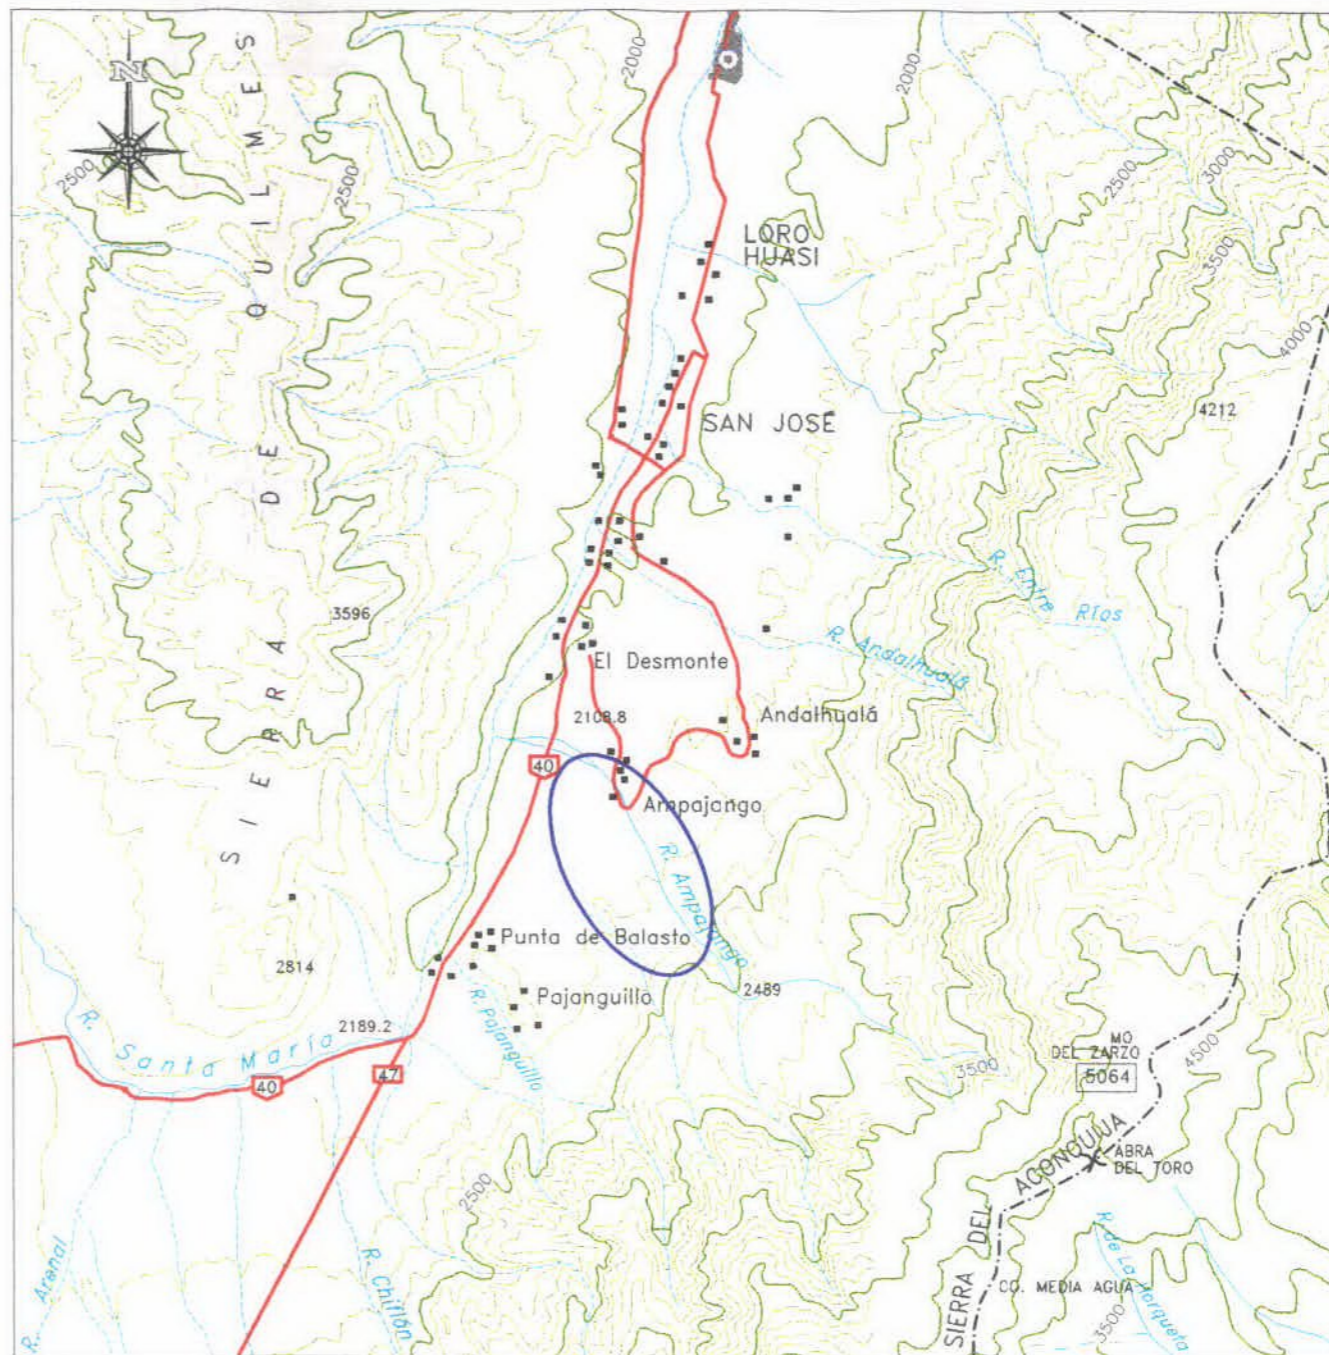 N
2000
2000
2500
2500
2500
3000
3500
4000
4212
SIERRA DE QUILMES
LORO
HUASI
SAN JOSÉ
R. Entre Ríos
3596
R. Andalhualá
El Desmonte
2108.8
Andalhualá
40
Ampajango
R. Ampajango
Punta de Balasto
2814
Pajanguillo
2489
R. Pajanguillo
2189.2
R. Santa María
40
47
3500
MO
DEL ZARZO
5064
4500
SIERRA DEL ACONQUIJA
ABRA
DEL TORO
2500
R. Arenal
R. Chiflón
CO. MEDIA AGUA
3500
R de La Horqueta